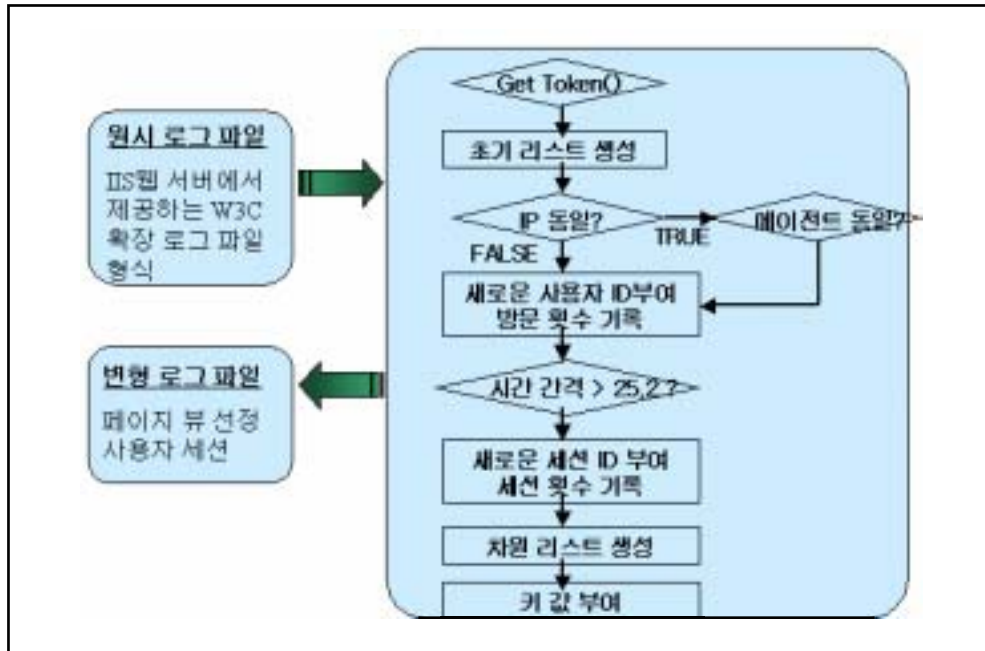 원시 로그 파일
IIS웹 서버에서
제공하는 W3C
확장 로그 파일
형식
변형 로그 파일
페이지 뷰 선정
사용자 세션
Get Token()
초기 리스트 생성
IP 동일?
TRUE
에이전트 동일?
FALSE
새로운 사용자 ID부여
방문 횟수 기록
시간 간격 > 25.2?
새로운 세션 ID 부여
세션 횟수 기록
차원 리스트 생성
키 값 부여